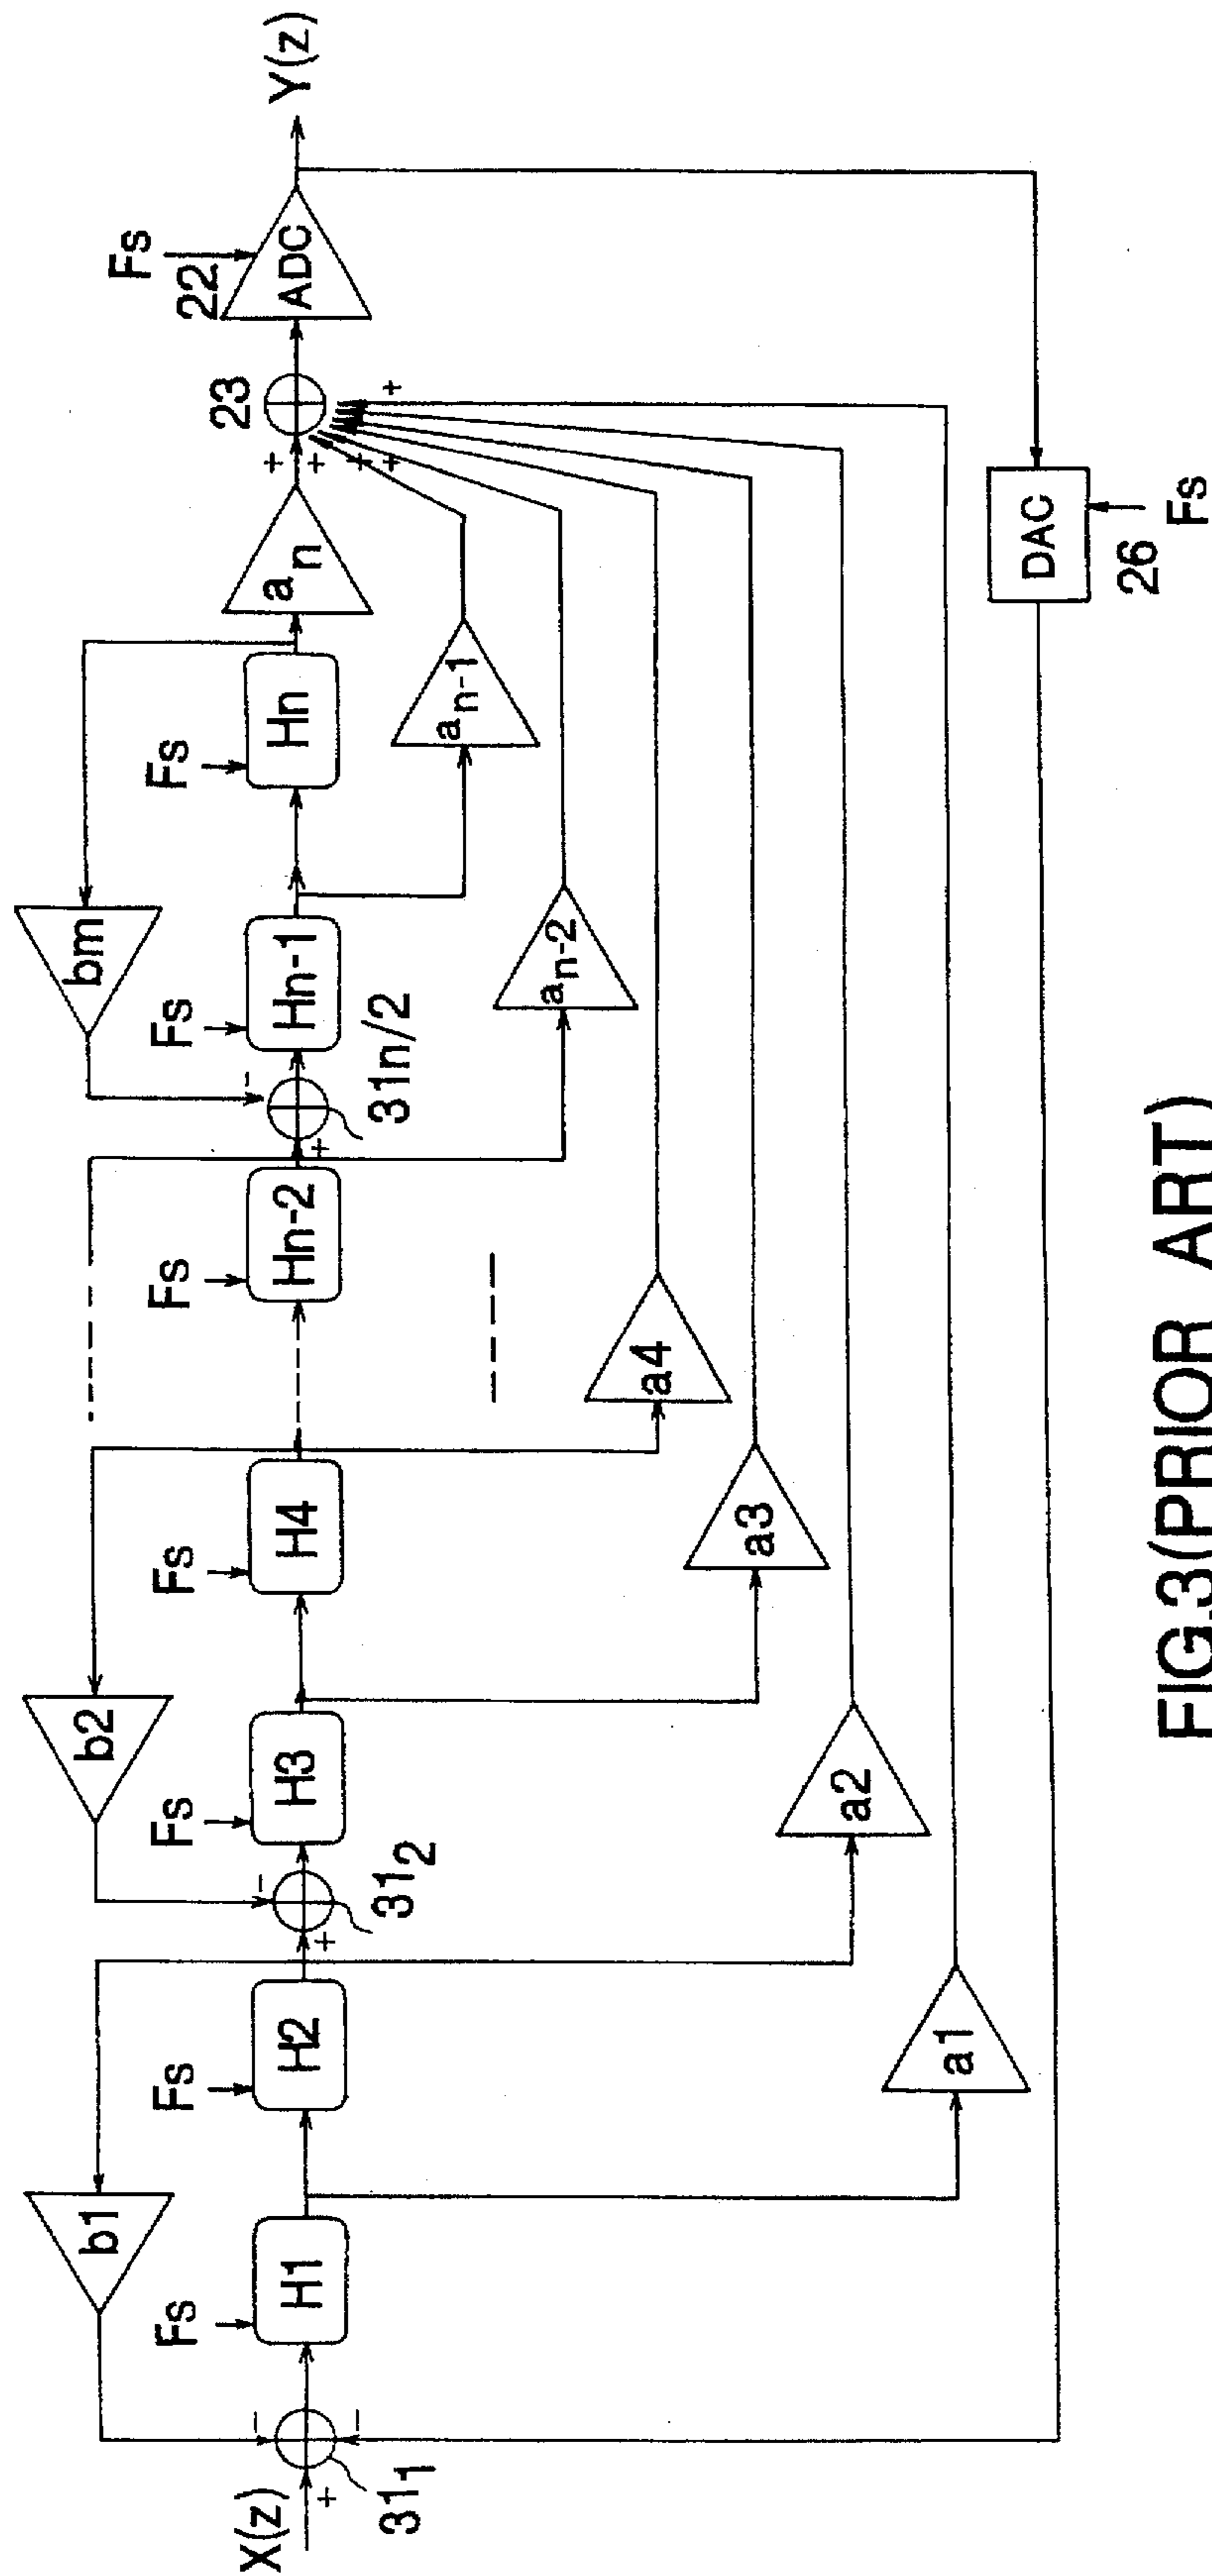 X(z)
31₁
b1
Fs
H1
a1
Fs
H2
a2
31₂
b2
Fs
H3
a3
Fs
H4
a4
Fs
Hn-2
aₙ₋₂
31n/2
bm
Fs
Hn-1
aₙ₋₁
Fs
Hn
aₙ
23
Fs
22
ADC
Y(z)
DAC
26
Fs
FIG.3(PRIOR ART)